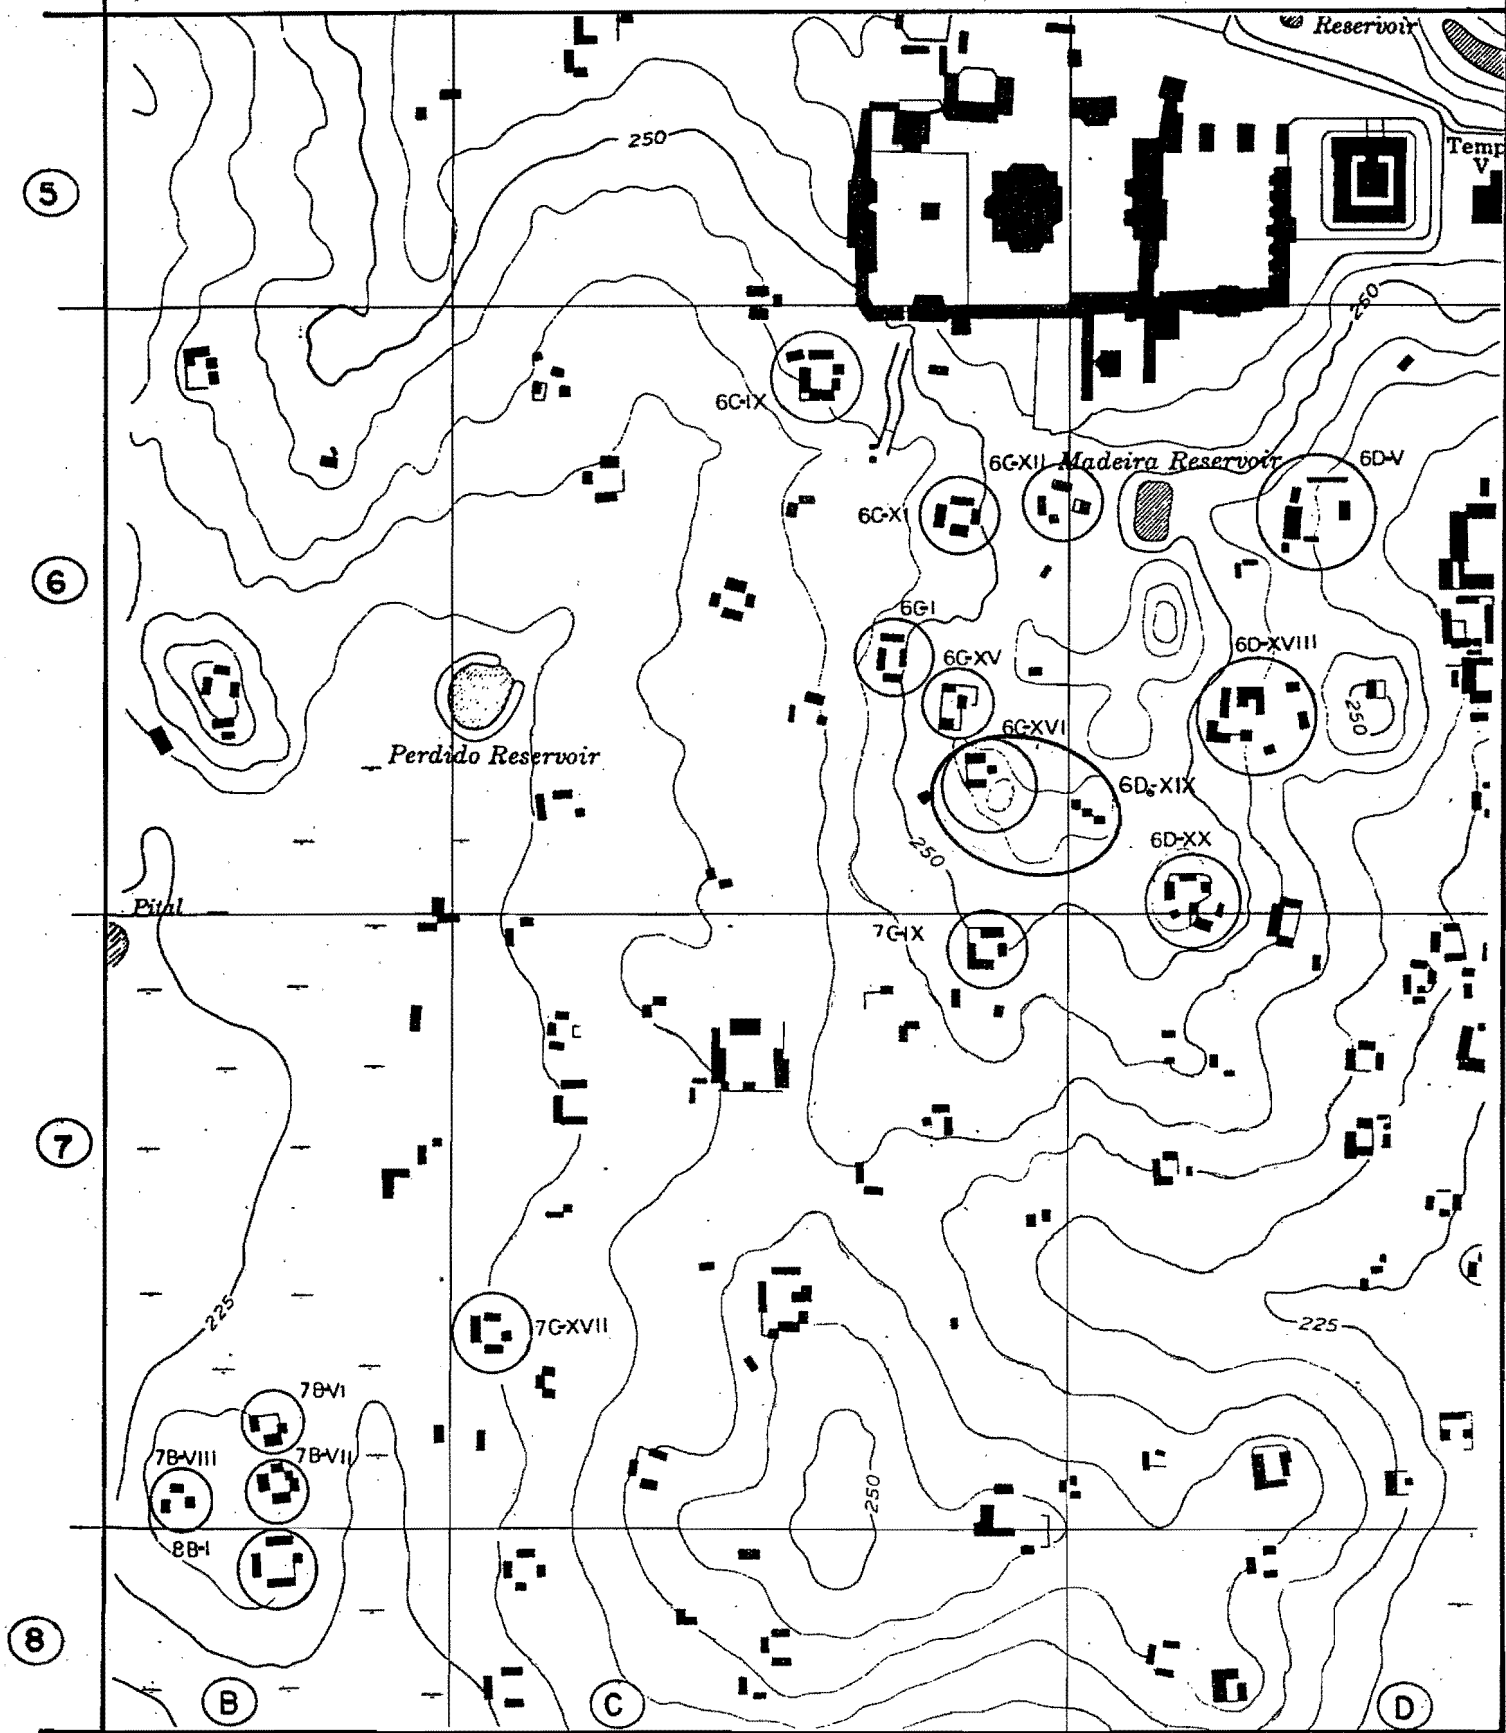 Reservoir
250
Temp
V
5
250
6C-IX
6C-XII
Madeira Reservoir
6D-V
6C-XI
6
6C-I
6C-XV
6D-XVIII
250
6C-XVI
Perdido Reservoir
6D-XIX
6D-XX
250
Pital
7C-IX
7
225
7C-XVII
225
7B-VI
7B-VIII
7B-VII
250
8B-I
8
B
C
D